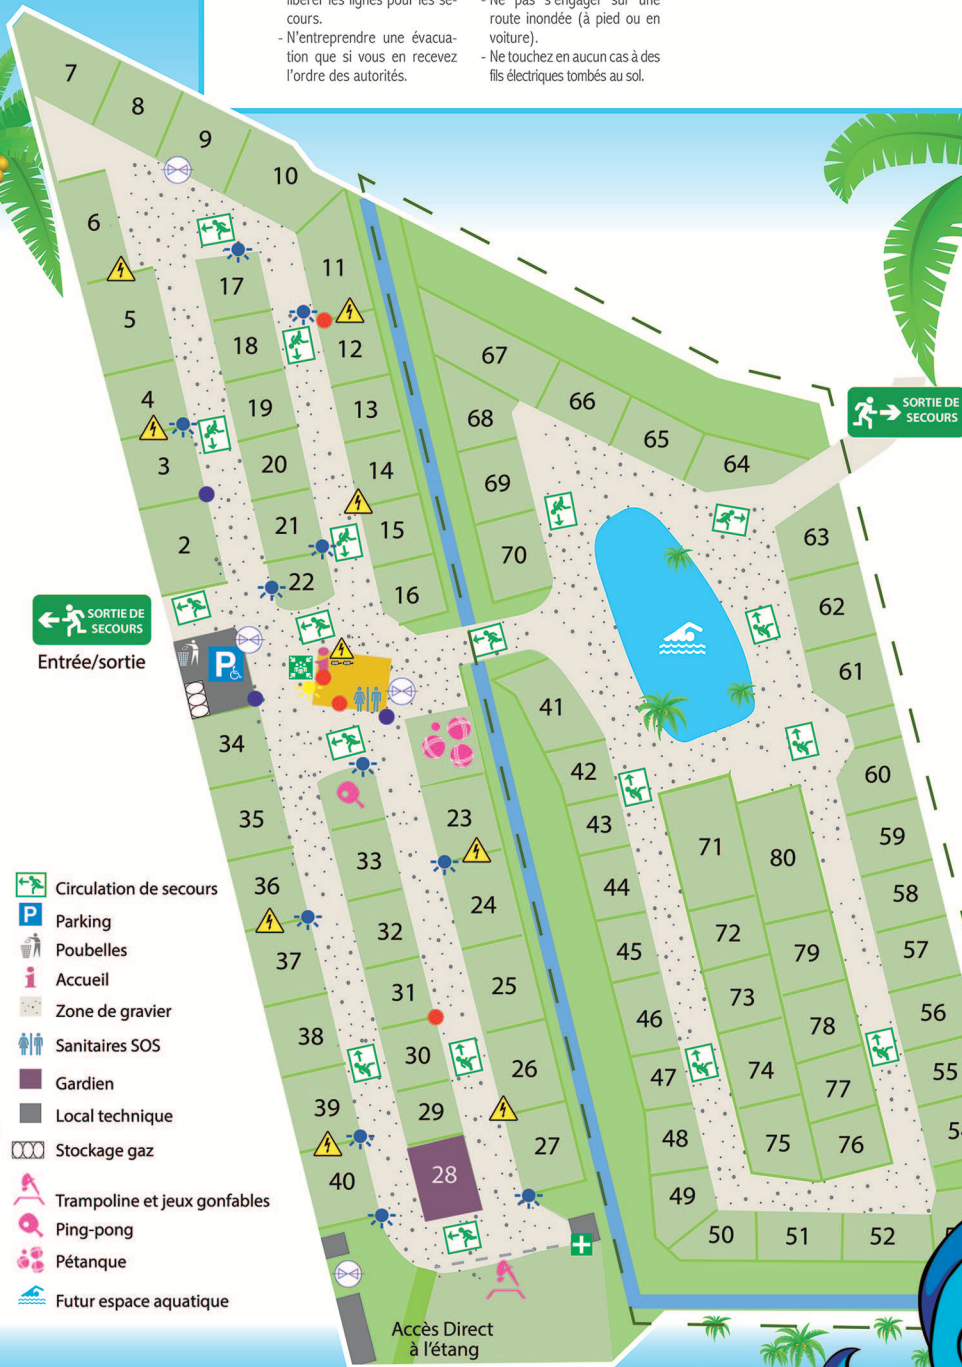 libérer les lignes pour les se-
cours.
- N'entreprendre une évacua-
tion que si vous en recevez
l'ordre des autorités.
- Ne pas s'engager sur une
route inondée (à pied ou en
voiture).
- Ne touchez en aucun cas à des
fils électriques tombés au sol.
7
8
9
10
6
5
4
3
2
17
18
19
20
21
22
11
12
13
14
15
16
67
66
65
64
68
69
70
63
62
61
60
59
58
57
56
55
SORTIE DE
SECOURS
SORTIE DE
SECOURS
Entrée/sortie
P
34
35
36
37
38
39
40
33
32
31
30
29
28
23
24
25
26
27
41
42
43
44
45
46
47
48
49
50
51
52
71
72
73
74
75
80
79
78
77
76
Circulation de secours
P Parking
Poubelles
Accueil
Zone de gravier
Sanitaires SOS
Gardien
Local technique
Stockage gaz
Trampoline et jeux gonfables
Ping-pong
Pétanque
Futur espace aquatique
Accès Direct
à l'étang